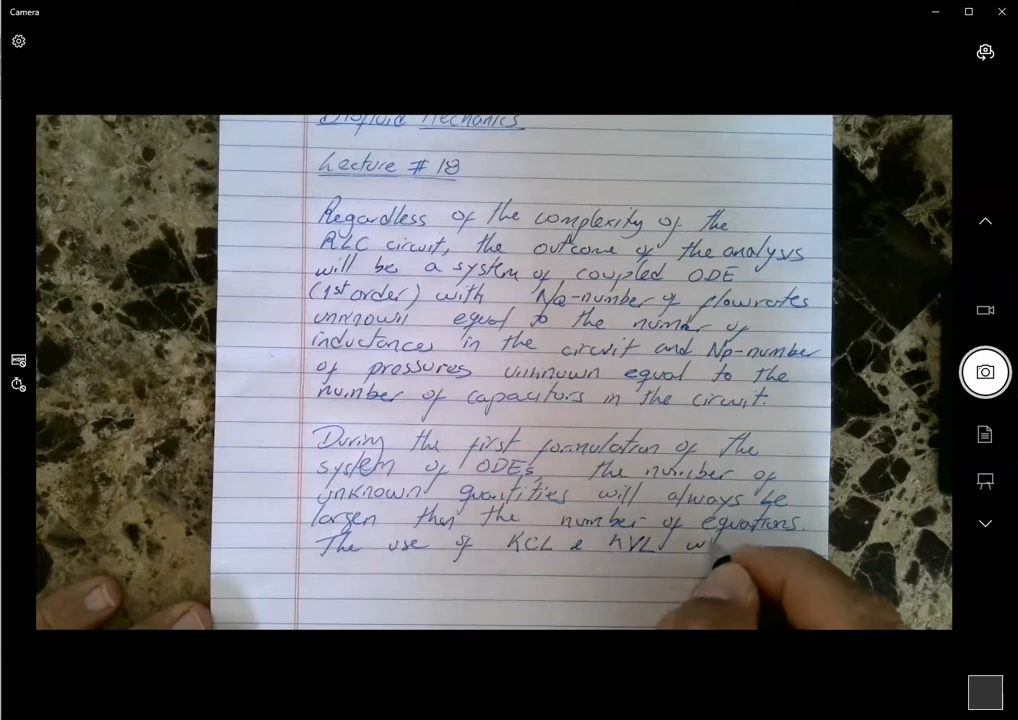 Camera
Biofluid Mechanics
Lecture # 18
Regardless of the complexity of the
RLC circuit, the outcome of the analysis
will be a system of coupled ODE
(1st order) with NQ-number of flowrates
unknown equal to the number of
inductances in the circuit and Np-number
of pressures unknown equal to the
number of capacitors in the circuit.
During the first formulation of the
system of ODE's the number of
unknown quantities will always be
larger than the number of equations.
The use of KCL & KVL w